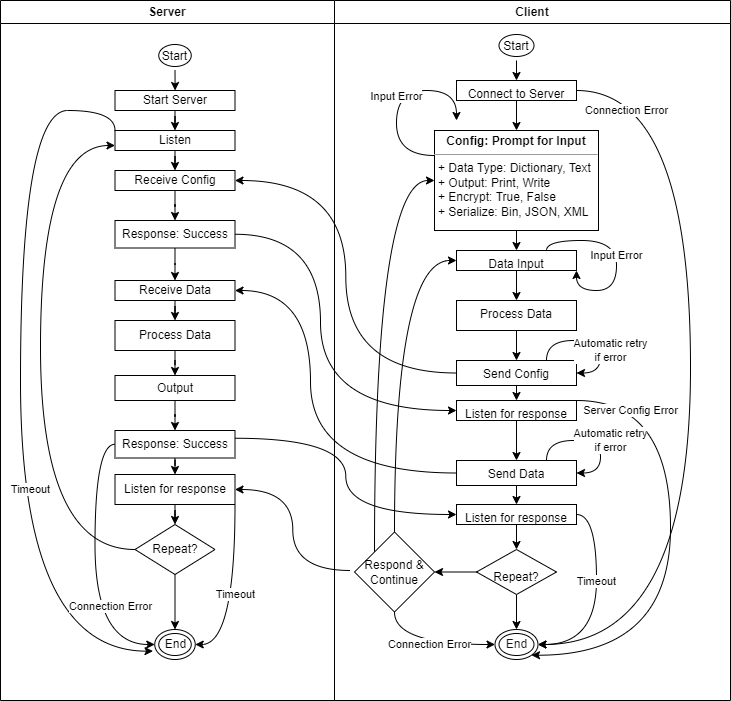 Server
Start
Start Server
Listen
Receive Config
Response: Success
Receive Data
Process Data
Output
Response: Success
Listen for response
Repeat?
End
Timeout
Connection Error
Timeout
Client
Start
Connect to Server
Connection Error
Input Error
Config: Prompt for Input
+ Data Type: Dictionary, Text
+ Output: Print, Write
+ Encrypt: True, False
+ Serialize: Bin, JSON, XML
Data Input
Input Error
Process Data
Automatic retry
if error
Send Config
Listen for response
Server Config Error
Automatic retry
if error
Send Data
Listen for response
Respond &
Continue
Repeat?
Timeout
Connection Error
End